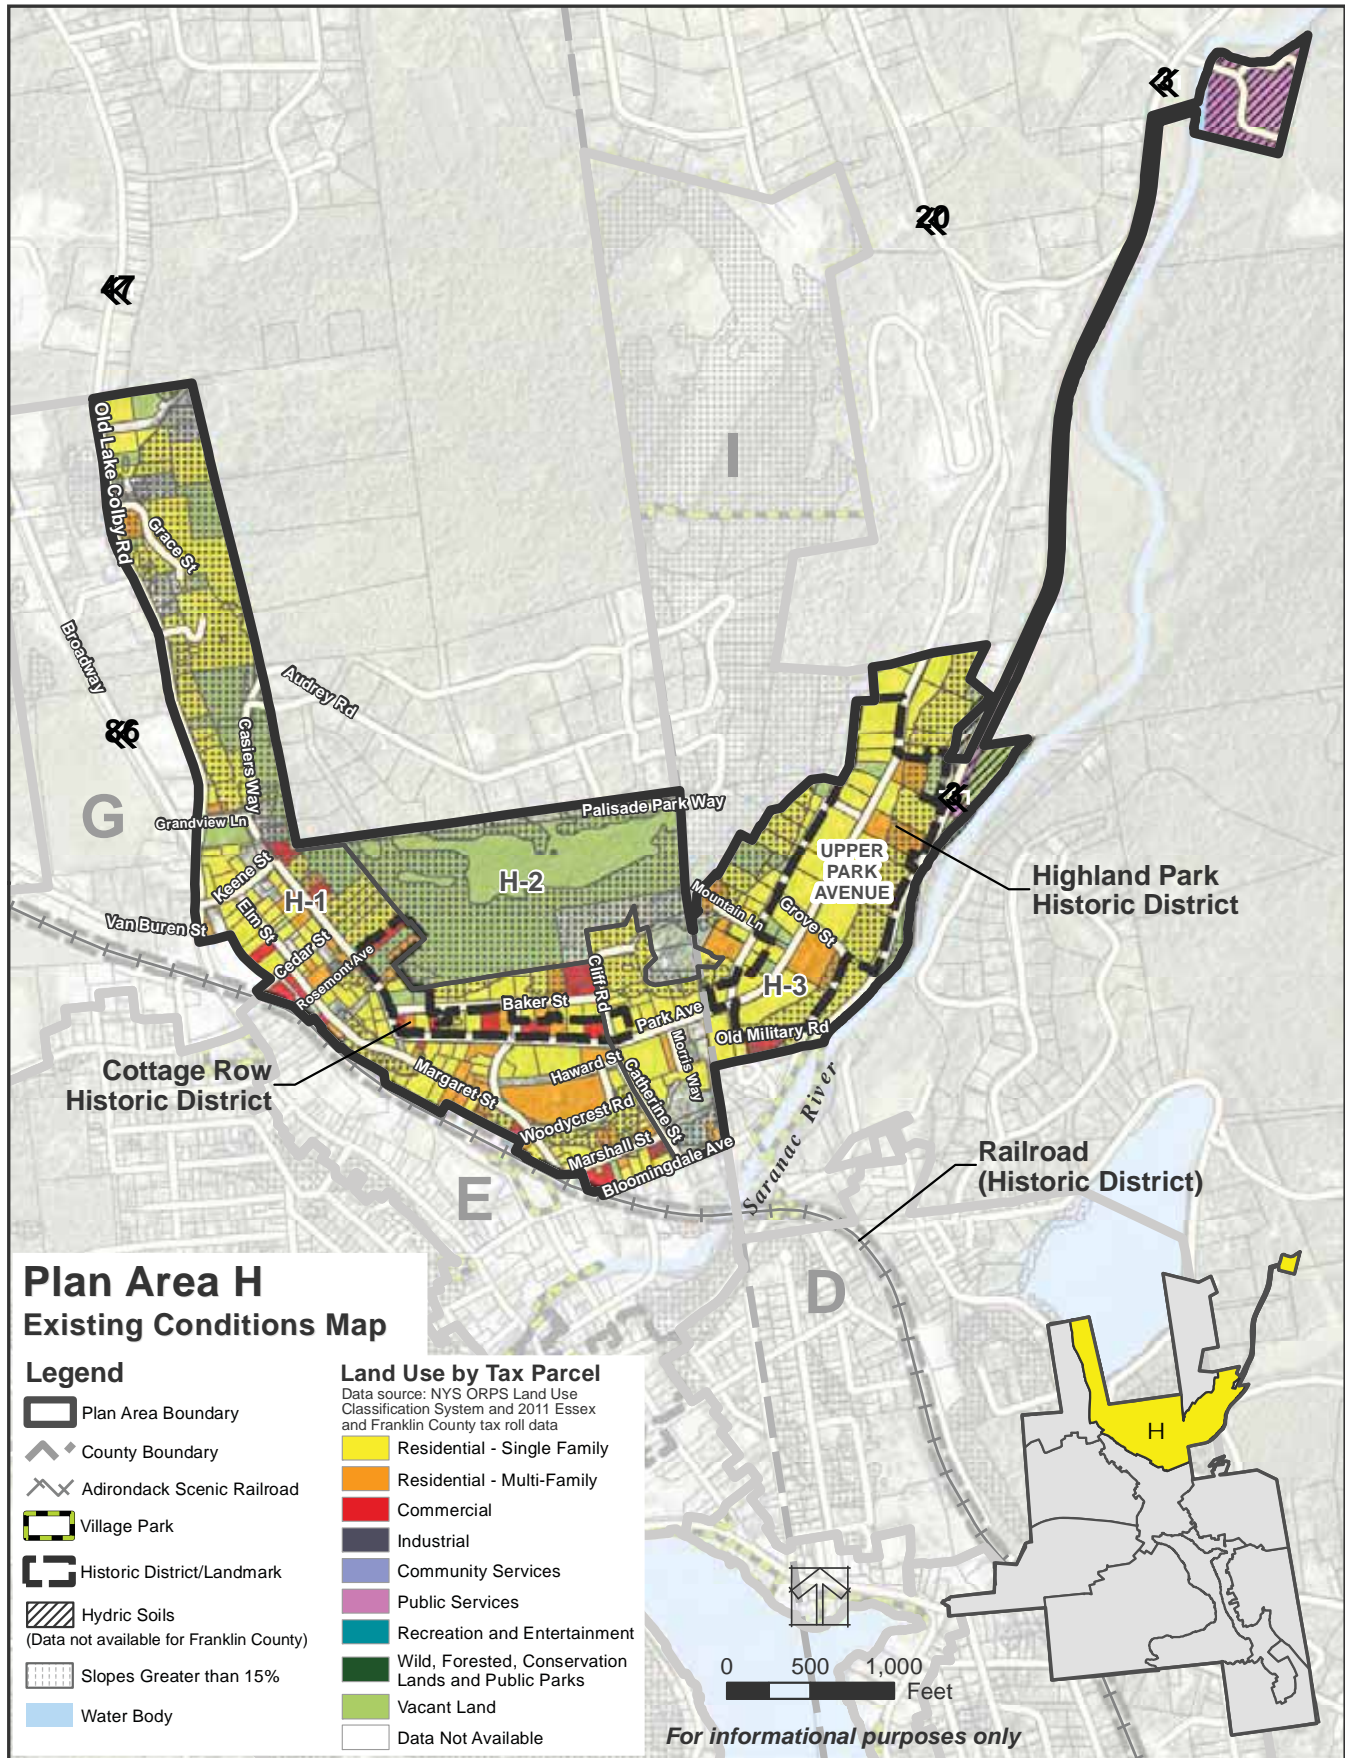 3
20
47
I
Old Lake Colby Rd
Grace St
Broadway
Audrey Rd
86
Casiers Way
G
Grandview Ln
Palisade Park Way
3
UPPER
PARK
AVENUE
Highland Park
Historic District
Keene St
H-1
H-2
Mountain Ln
Grove St
Van Buren St
Elm St
Cedar St
Rosemont Ave
Cliff Rd
H-3
Baker St
Park Ave
Old Military Rd
Cottage Row
Historic District
Margaret St
Haward St
Morris Way
Catherine St
Woodycrest Rd
Marshall St
Bloomingdale Ave
Saranac River
Railroad
(Historic District)
E
D
Plan Area H
Existing Conditions Map
Legend
Plan Area Boundary
County Boundary
Adirondack Scenic Railroad
Village Park
Historic District/Landmark
Hydric Soils
(Data not available for Franklin County)
Slopes Greater than 15%
Water Body
Land Use by Tax Parcel
Data source: NYS ORPS Land Use
Classification System and 2011 Essex
and Franklin County tax roll data
Residential - Single Family
Residential - Multi-Family
Commercial
Industrial
Community Services
Public Services
Recreation and Entertainment
Wild, Forested, Conservation
Lands and Public Parks
Vacant Land
Data Not Available
H
0 500 1,000
Feet
For informational purposes only